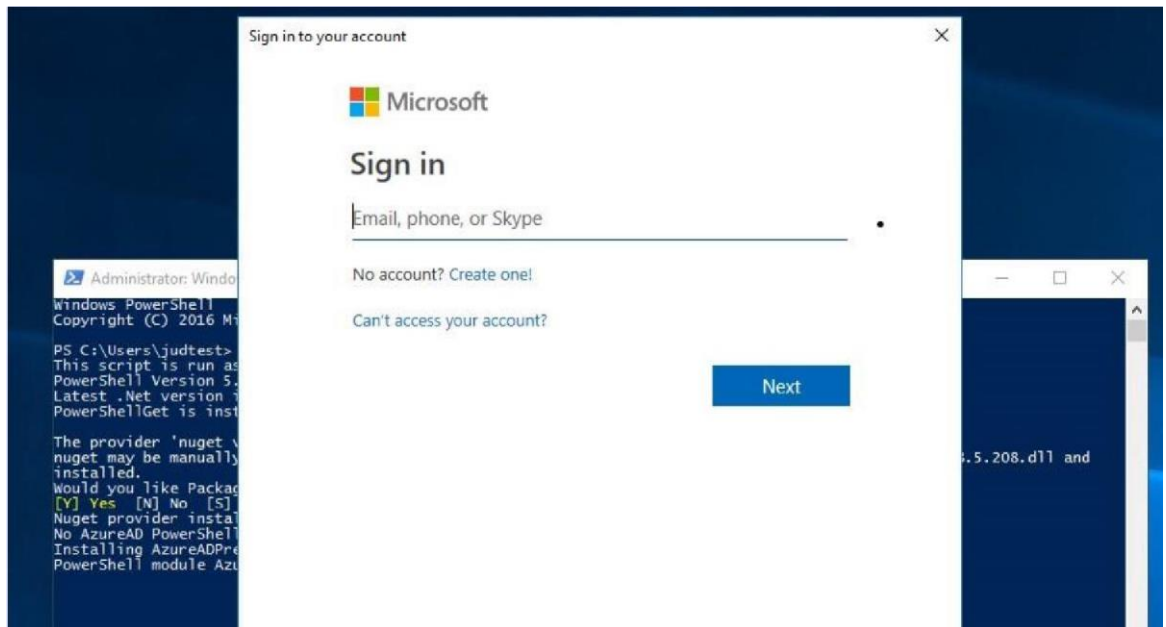 Sign in to your account
Microsoft
Sign in
Email, phone, or Skype
No account? Create one!
Can't access your account?
Next
Administrator: Windo
Windows PowerShell
Copyright (C) 2016 Mi
PS C:\Users\judtest>
This script is run as
PowerShell Version 5.
Latest .Net version i
PowerShellGet is inst
The provider 'nuget v
nuget may be manually .5.208.dll and
installed.
Would you like Packag
[Y] Yes [N] No [S]
Nuget provider instal
No AzureAD PowerShell
Installing AzureADPre
PowerShell module Azu